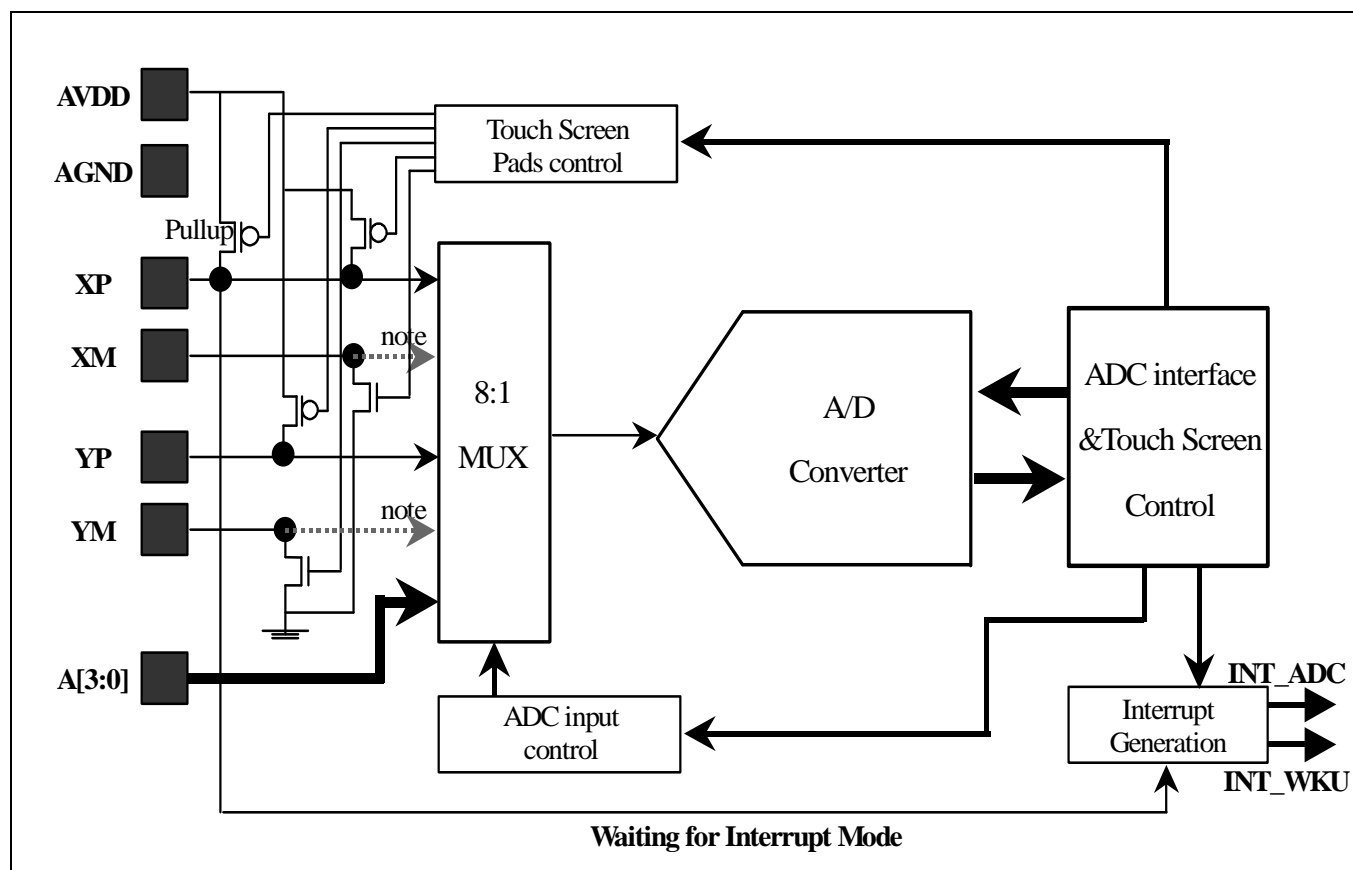 AVDD
Touch Screen
Pads control
AGND
Pullup
XP
XM
note
8:1
MUX
A/D
Converter
ADC interface
&Touch Screen
Control
YP
YM
note
A[3:0]
ADC input
control
INT_ADC
Interrupt
Generation
INT_WKU
Waiting for Interrupt Mode